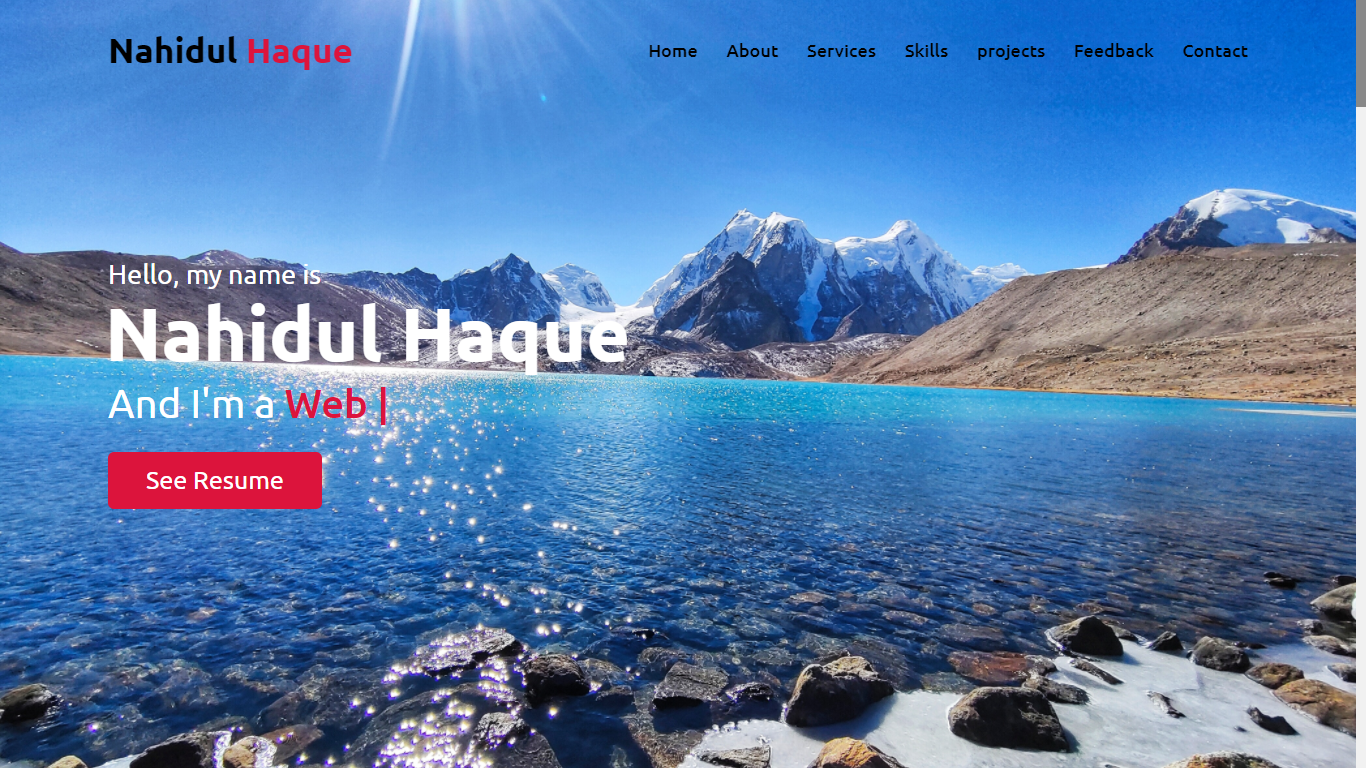 Nahidul Haque
Home About Services Skills projects Feedback Contact
Hello, my name is
Nahidul Haque
And I'm a Web |
See Resume